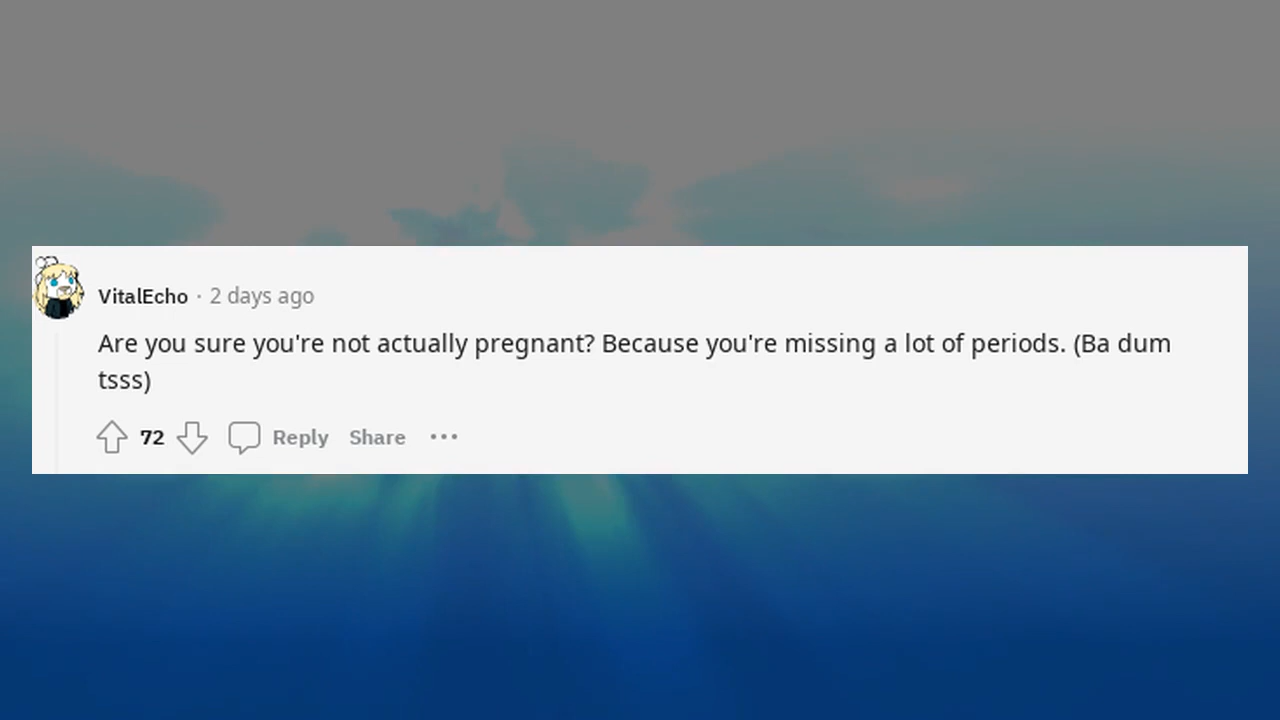 VitalEcho · 2 days ago
Are you sure you're not actually pregnant? Because you're missing a lot of periods. (Ba dum
tsss)
72 Reply Share ···